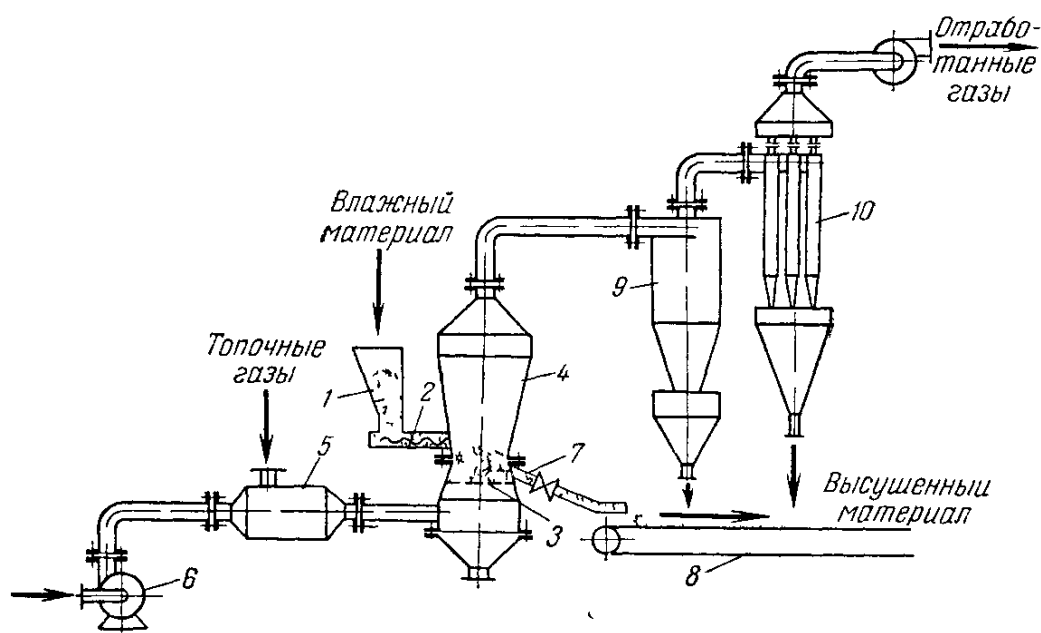 Отрабо-
танные
газы
Влажный
материал
10
9
Топочные
газы
1
2
4
5
7
Высушенный
материал
3
8
6